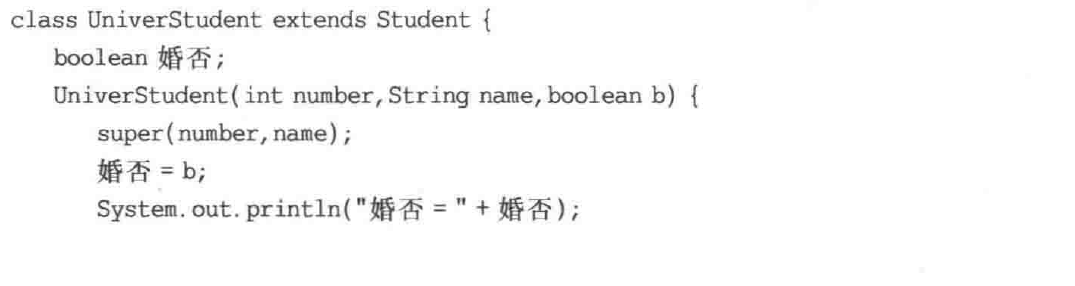 class UniverStudent extends Student {
boolean 婚否;
UniverStudent(int number,String name,boolean b) {
super(number,name);
婚否 = b;
System.out.println("婚否 = " + 婚否);